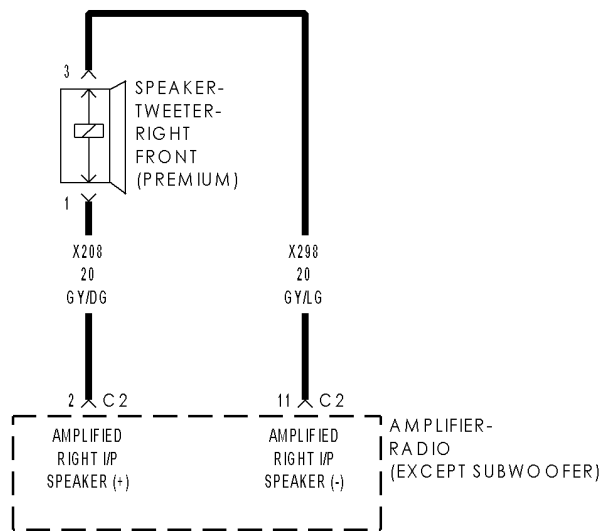 3
SPEAKER-
TWEETER-
RIGHT
FRONT
(PREMIUM)
1
X208
20
GY/DG
X298
20
GY/LG
2 C2
11 C2
AMPLIFIED
RIGHT I/P
SPEAKER (+)
AMPLIFIED
RIGHT I/P
SPEAKER (-)
AMPLIFIER-
RADIO
(EXCEPT SUBWOOFER)